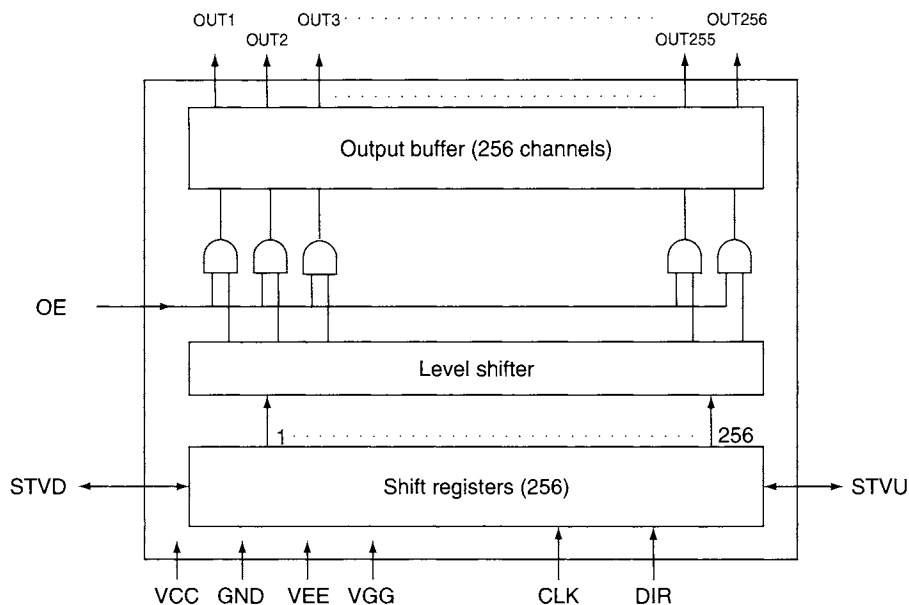 OUT1
OUT2
OUT3
OUT255
OUT256
Output buffer (256 channels)
OE
Level shifter
1
256
STVD
Shift registers (256)
STVU
VCC GND VEE VGG CLK DIR